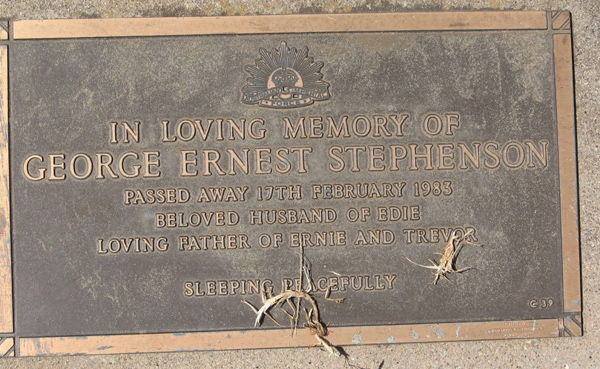 IN LOVING MEMORY OF
GEORGE ERNEST STEPHENSON
PASSED AWAY 17TH FEBRUARY 1983
BELOVED HUSBAND OF EDIE
LOVING FATHER OF ERNIE AND TREVOR
SLEEPING PEACEFULLY
G 39